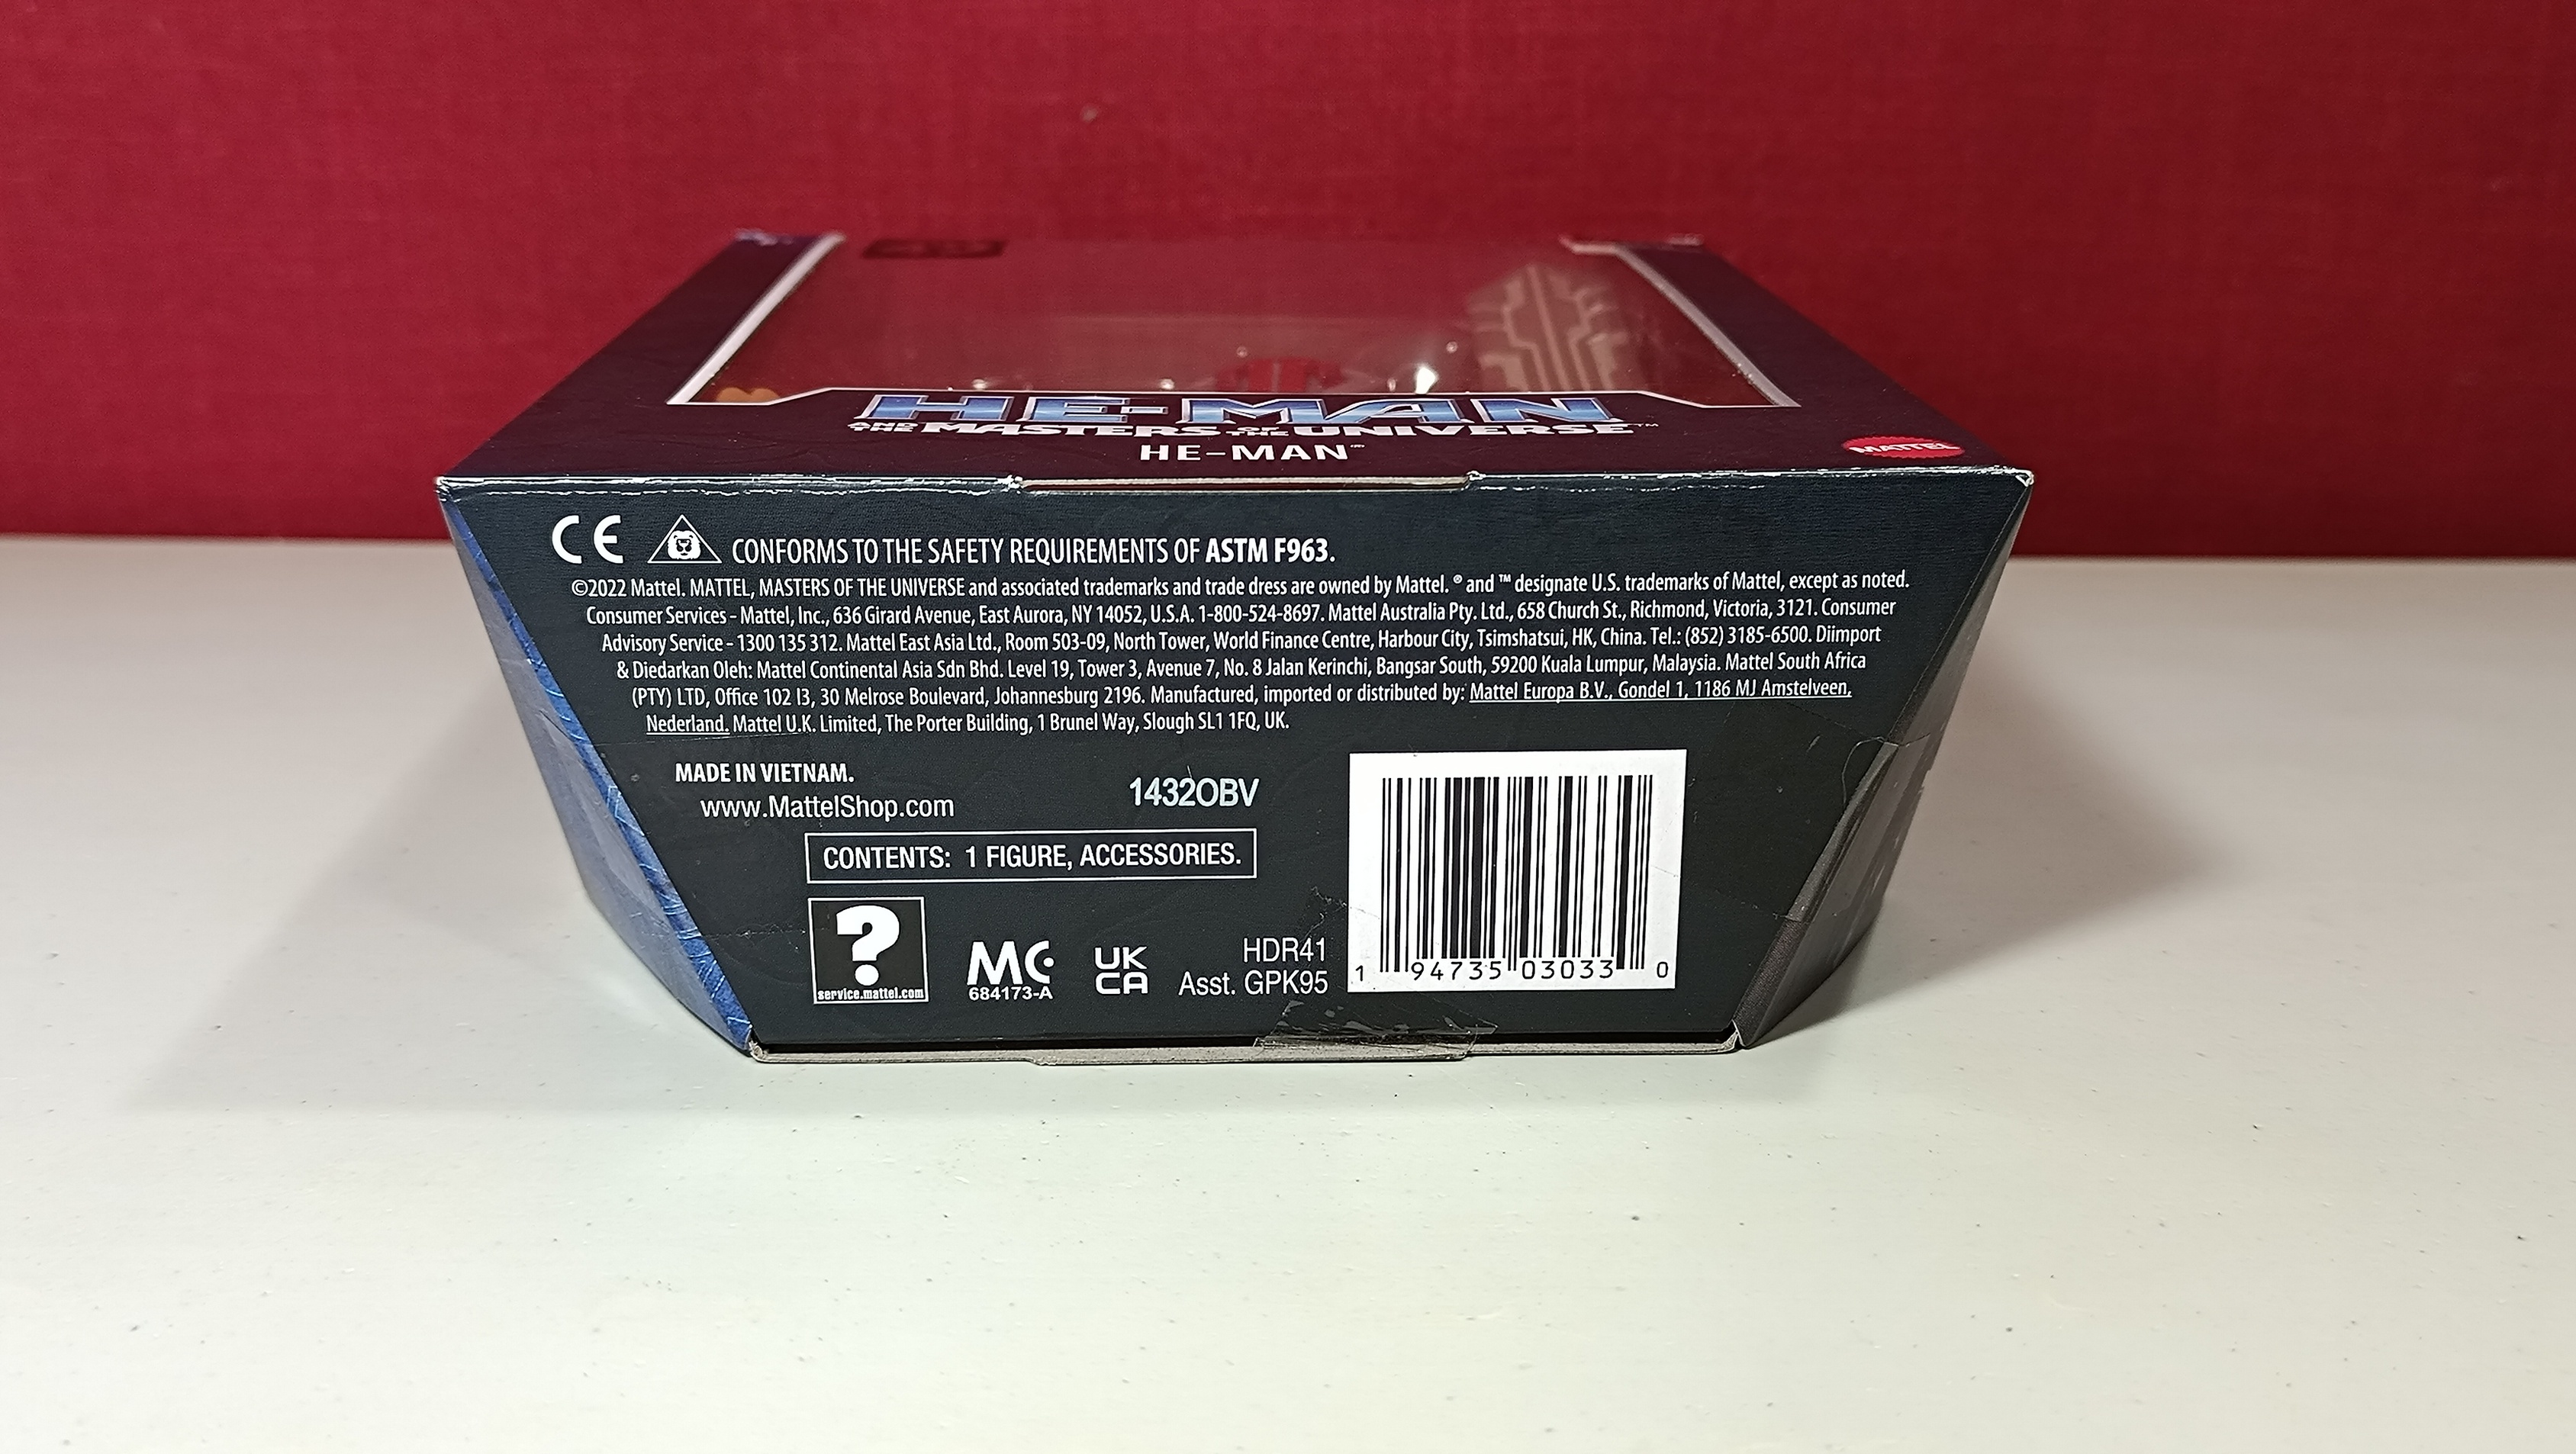 HE-MAN™
AND THE MASTERS OF THE UNIVERSE
HE-MAN™
MATTEL
CE CONFORMS TO THE SAFETY REQUIREMENTS OF ASTM F963.
©2022 Mattel. MATTEL, MASTERS OF THE UNIVERSE and associated trademarks and trade dress are owned by Mattel. ® and ™ designate U.S. trademarks of Mattel, except as noted.
Consumer Services - Mattel, Inc., 636 Girard Avenue, East Aurora, NY 14052, U.S.A. 1-800-524-8697. Mattel Australia Pty. Ltd., 658 Church St., Richmond, Victoria, 3121. Consumer
Advisory Service - 1300 135 312. Mattel East Asia Ltd., Room 503-09, North Tower, World Finance Centre, Harbour City, Tsimshatsui, HK, China. Tel.: (852) 3185-6500. Diimport
& Diedarkan Oleh: Mattel Continental Asia Sdn Bhd. Level 19, Tower 3, Avenue 7, No. 8 Jalan Kerinchi, Bangsar South, 59200 Kuala Lumpur, Malaysia. Mattel South Africa
(PTY) LTD, Office 102 I3, 30 Melrose Boulevard, Johannesburg 2196. Manufactured, imported or distributed by: Mattel Europa B.V., Gondel 1, 1186 MJ Amstelveen,
Nederland. Mattel U.K. Limited, The Porter Building, 1 Brunel Way, Slough SL1 1FQ, UK.
MADE IN VIETNAM.
www.MattelShop.com
1432OBV
CONTENTS: 1 FIGURE, ACCESSORIES.
?
service.mattel.com
MC
684173-A
UK
CA
HDR41
Asst. GPK95
1 94735 03033 0